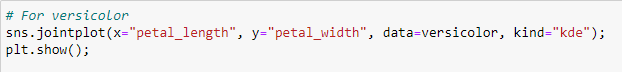 # For versicolor
sns.jointplot(x="petal_length", y="petal_width", data=versicolor, kind="kde");
plt.show();